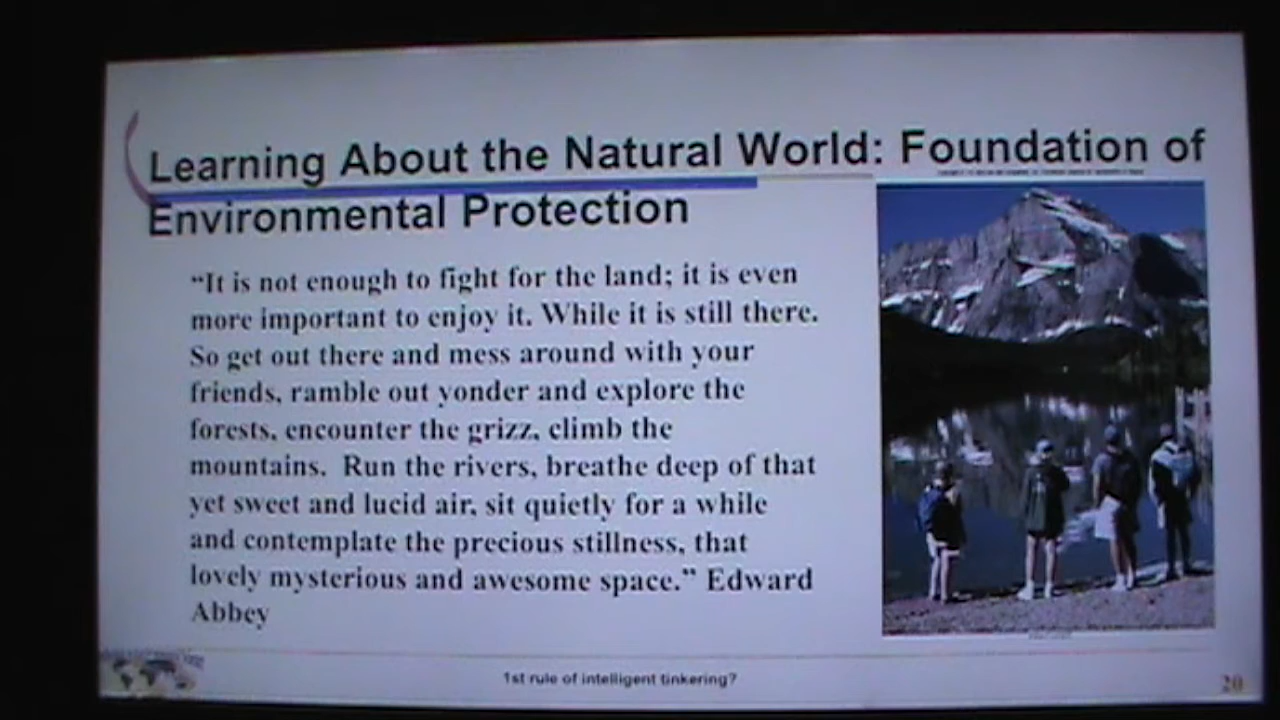 Learning About the Natural World: Foundation of
Environmental Protection
“It is not enough to fight for the land; it is even
more important to enjoy it. While it is still there.
So get out there and mess around with your
friends, ramble out yonder and explore the
forests, encounter the grizz, climb the
mountains.  Run the rivers, breathe deep of that
yet sweet and lucid air, sit quietly for a while
and contemplate the precious stillness, that
lovely mysterious and awesome space.” Edward
Abbey
1st rule of intelligent tinkering?
20